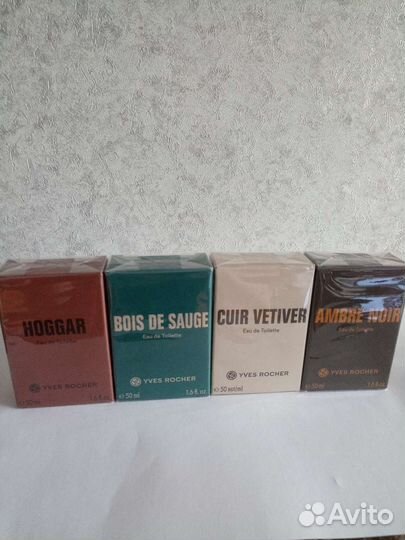 HOGGAR
Eau de Toilette
YVES ROCHER
℮ 50 ml 1.6 fl. oz
BOIS DE SAUGE
Eau de Toilette
YVES ROCHER
℮ 50 ml 1.6 fl. oz
CUIR VETIVER
Eau de Toilette
YVES ROCHER
℮ 50 мл/ml
AMBRE NOIR
Eau de Toilette
YVES ROCHER
℮ 50 ml 1.6 fl. oz
Avito